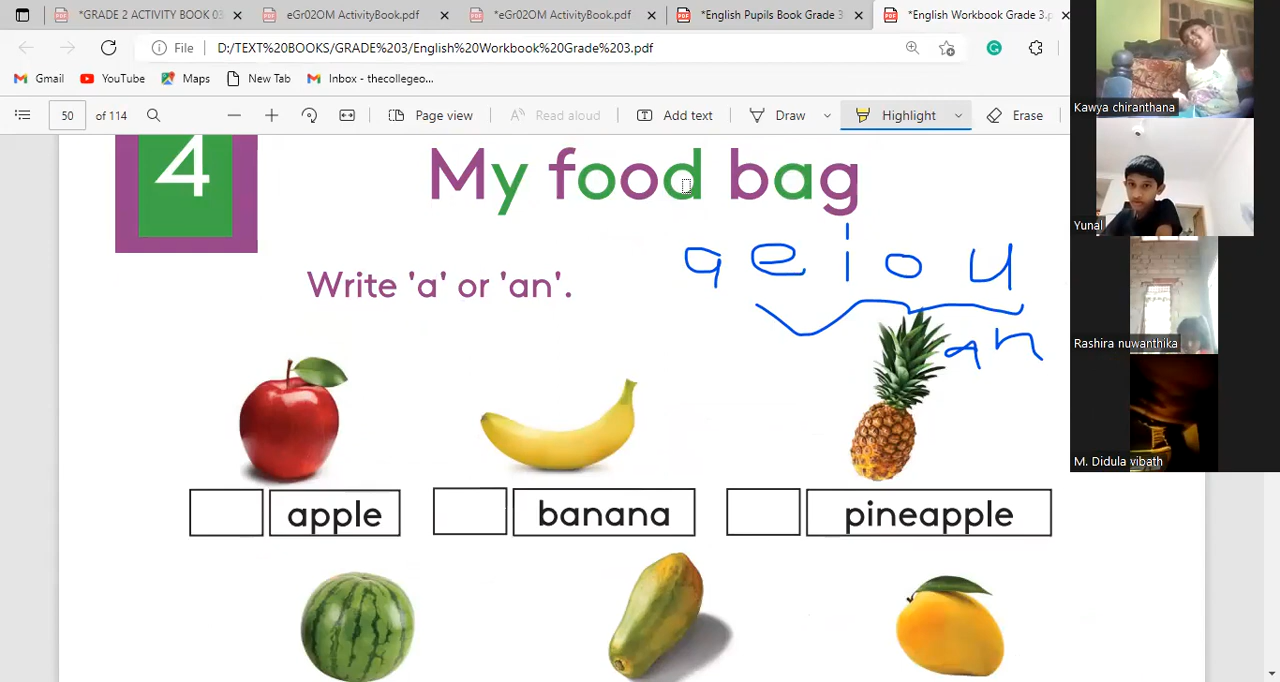 *GRADE 2 ACTIVITY BOOK 03
eGr02OM ActivityBook.pdf
*eGr02OM ActivityBook.pdf
*English Pupils Book Grade 3
*English Workbook Grade 3.p
File D:/TEXT%20BOOKS/GRADE%203/English%20Workbook%20Grade%203.pdf
Gmail YouTube Maps New Tab Inbox - thecollegeo...
50 of 114 Page view Read aloud Add text Draw Highlight Erase
4
My food bag
a e i o u
Write 'a' or 'an'.
an
apple banana pineapple
Kawya chiranthana
Yunal
Rashira nuwanthika
M. Didula vibath